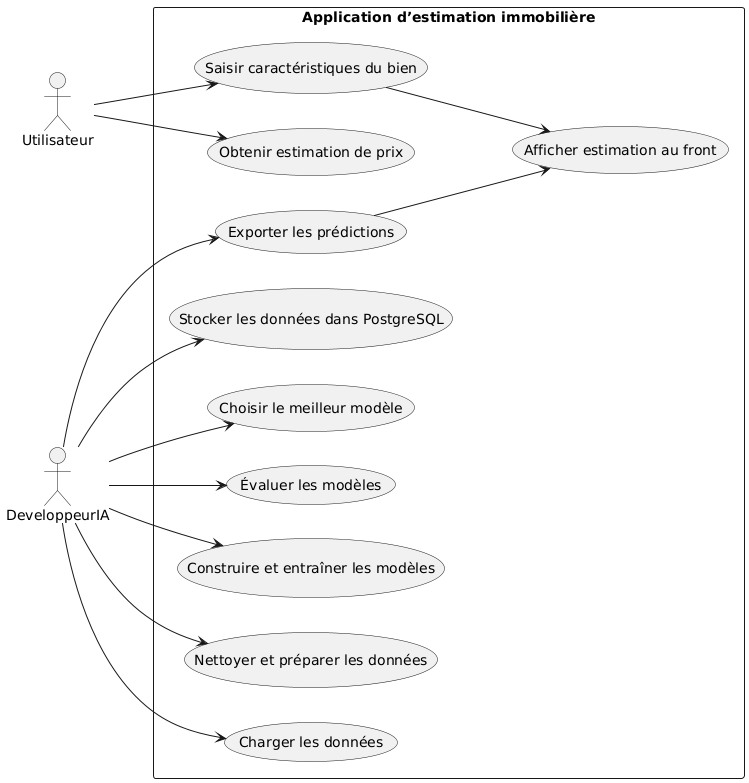 Application d’estimation immobilière
Saisir caractéristiques du bien
Utilisateur
Obtenir estimation de prix
Afficher estimation au front
Exporter les prédictions
Stocker les données dans PostgreSQL
Choisir le meilleur modèle
Évaluer les modèles
DeveloppeurIA
Construire et entraîner les modèles
Nettoyer et préparer les données
Charger les données